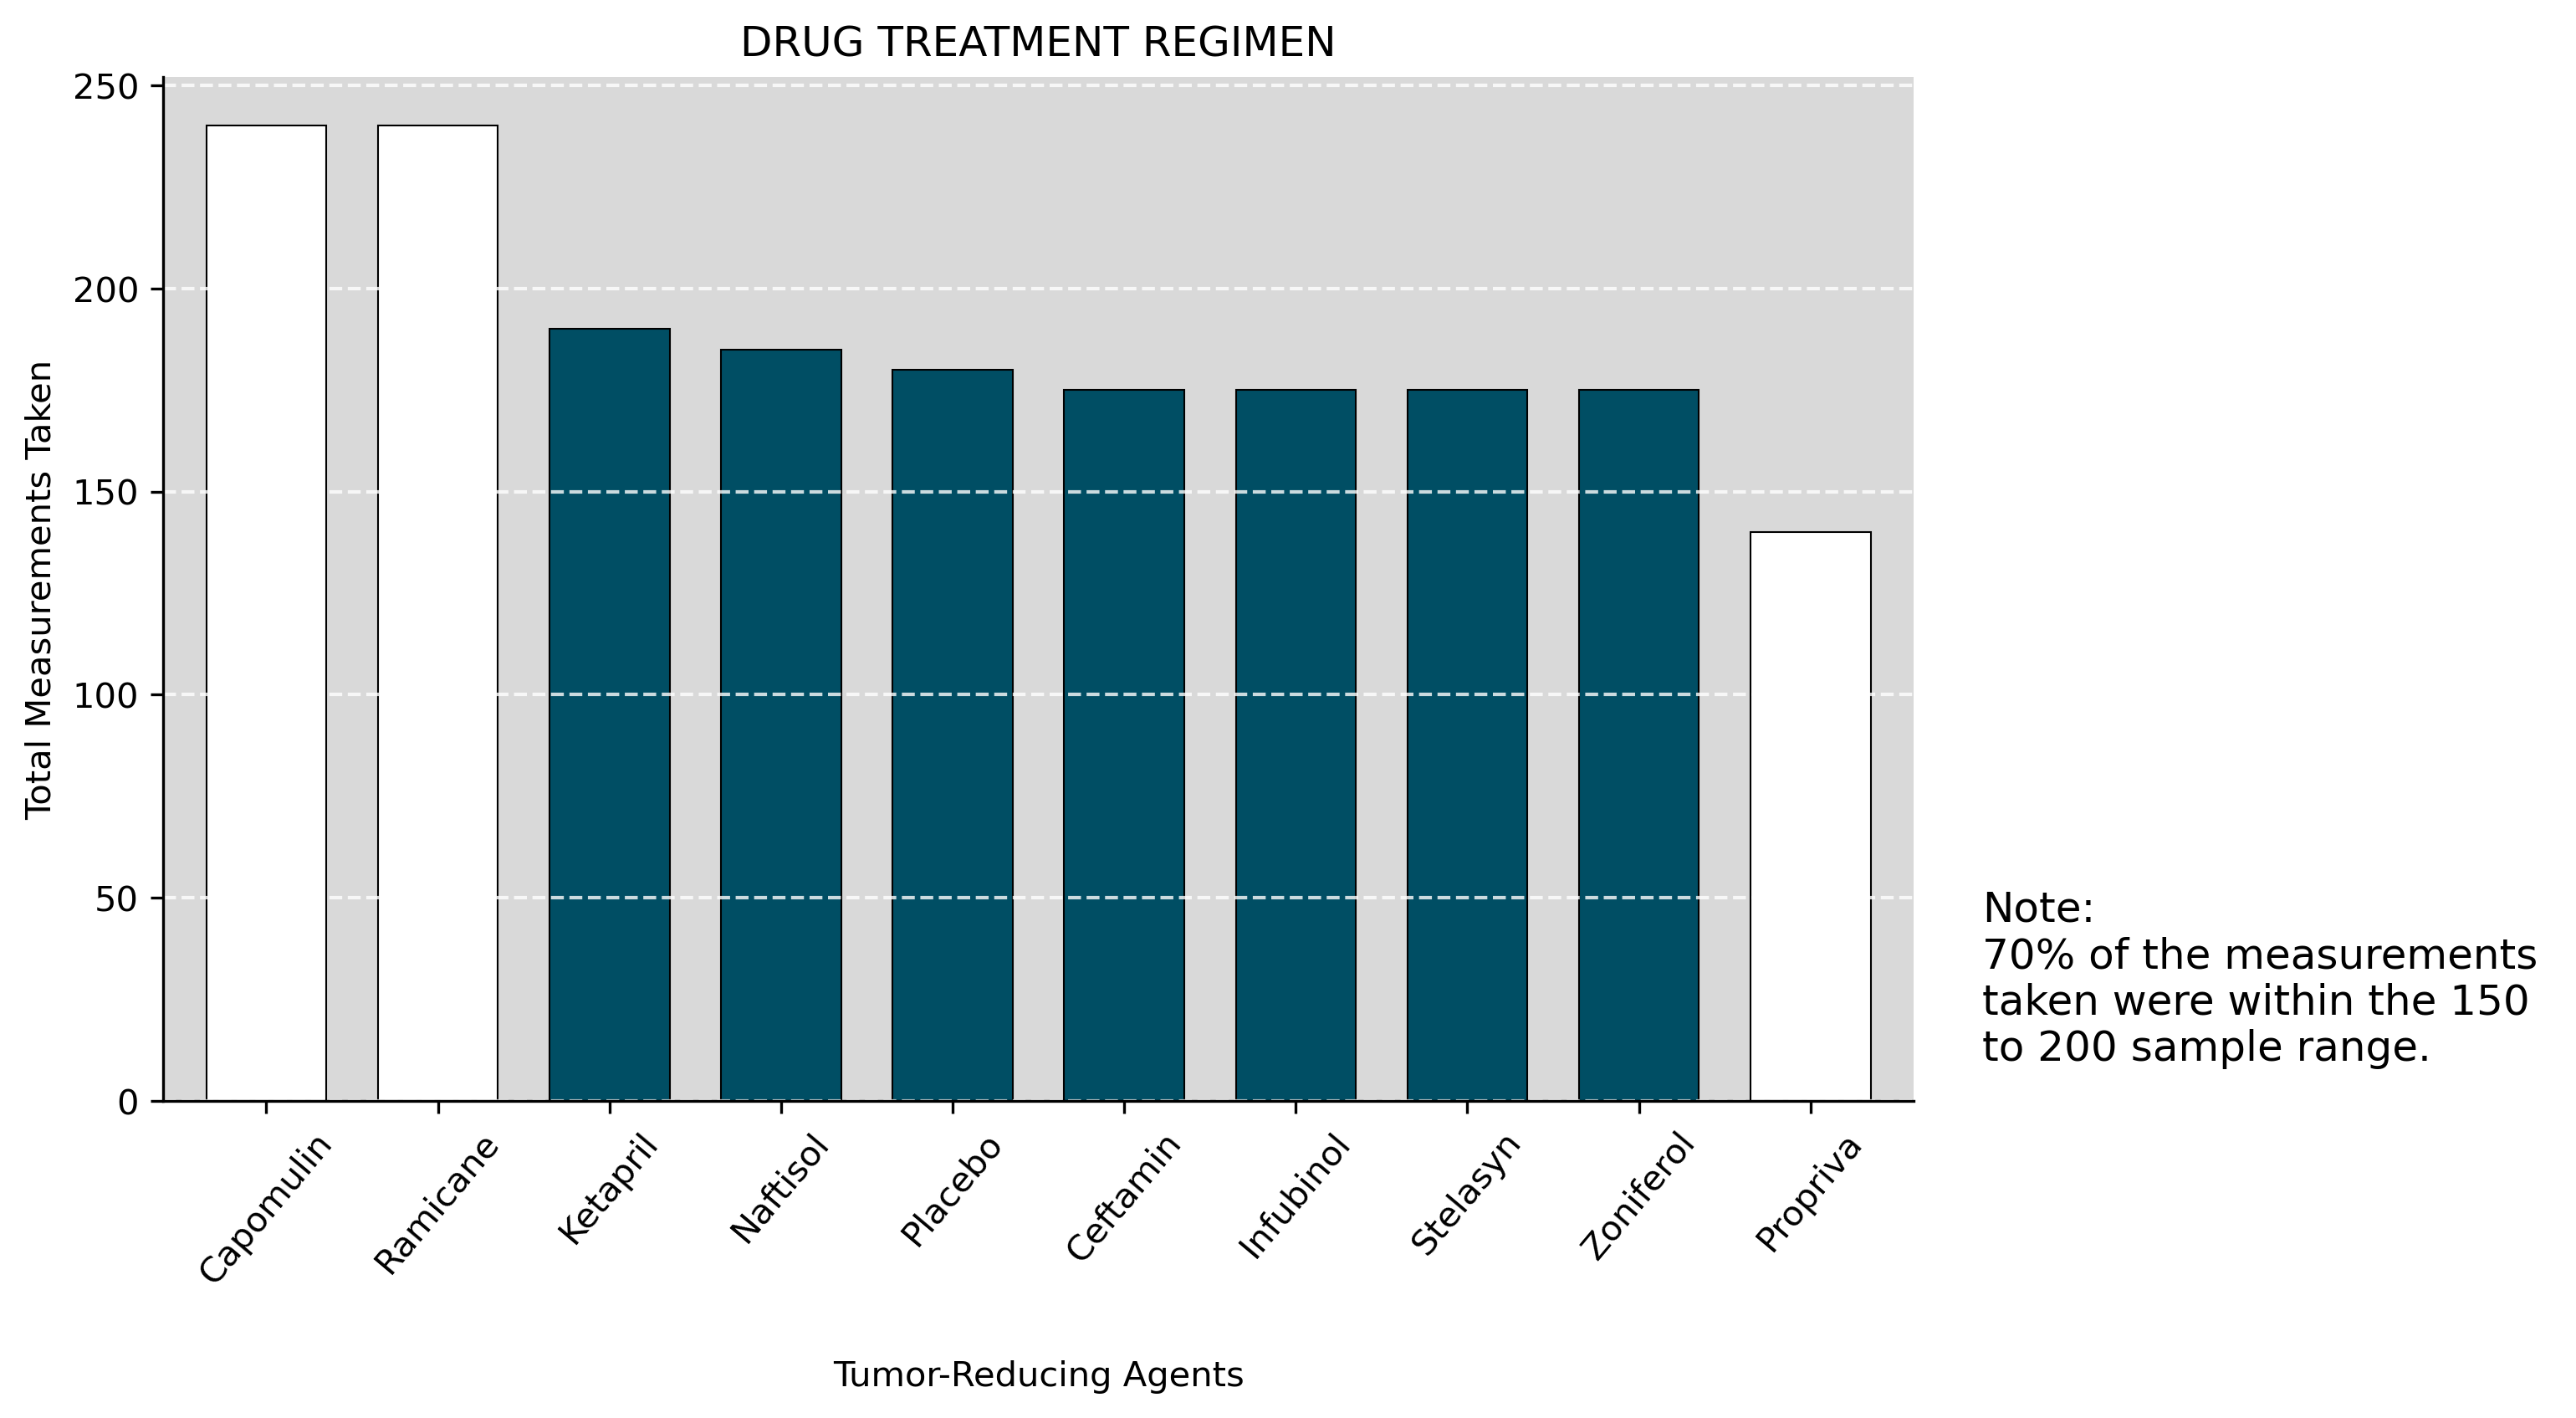 DRUG TREATMENT REGIMEN
250
200
150
100
50
0
Total Measurements Taken
Capomulin
Ramicane
Ketapril
Naftisol
Placebo
Ceftamin
Infubinol
Stelasyn
Zoniferol
Propriva
Tumor-Reducing Agents
Note:
70% of the measurements
taken were within the 150
to 200 sample range.